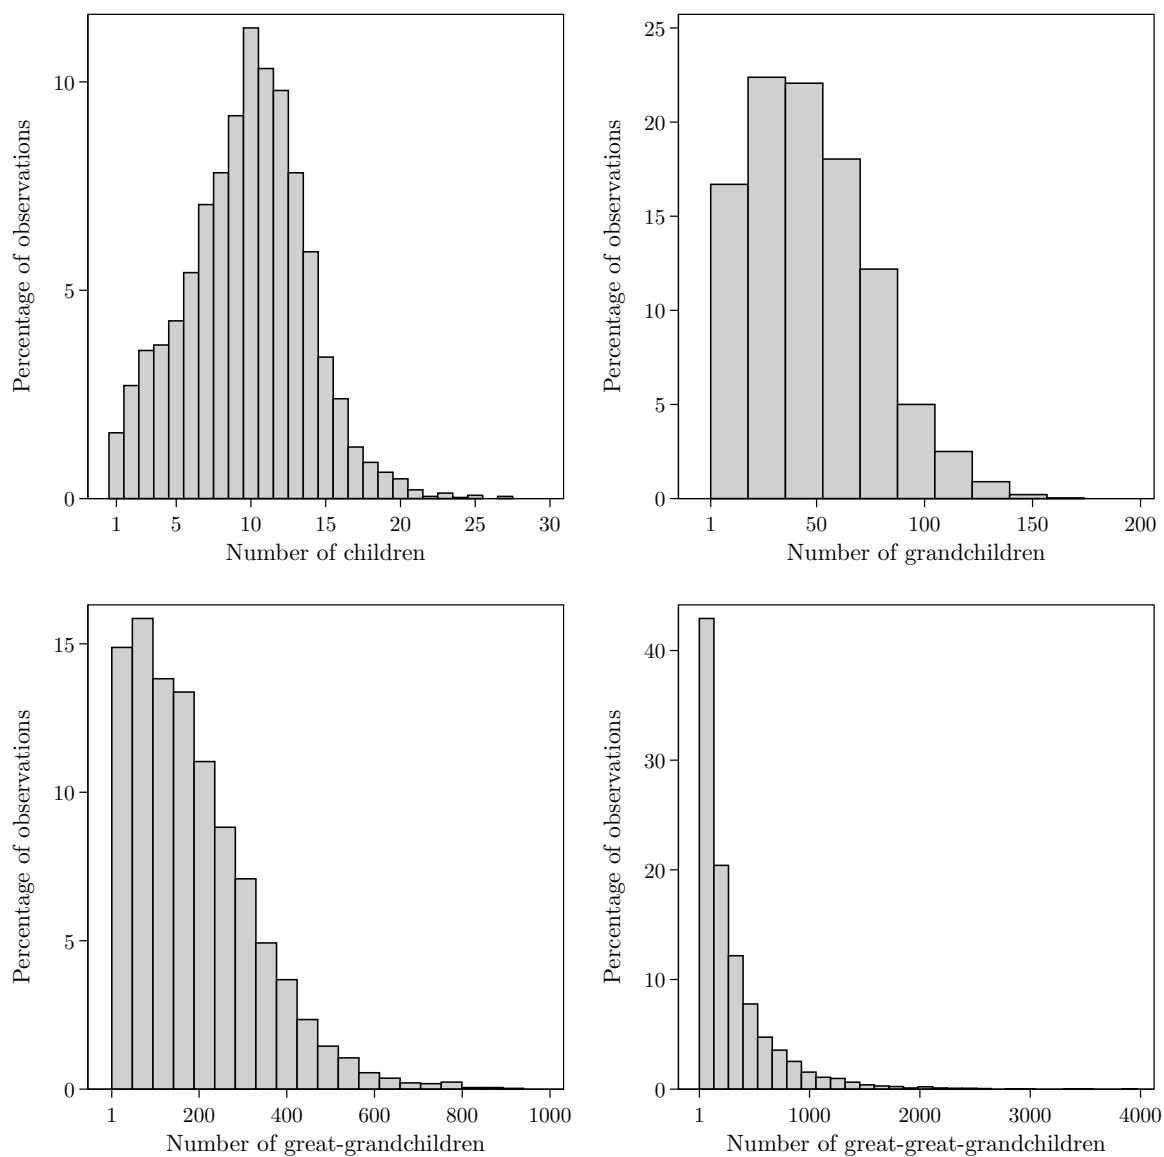 Percentage of observations
10
5
0
1 5 10 15 20 25 30
Number of children
Percentage of observations
25
20
15
10
5
0
1 50 100 150 200
Number of grandchildren
Percentage of observations
15
10
5
0
1 200 400 600 800 1000
Number of great-grandchildren
Percentage of observations
40
30
20
10
0
1 1000 2000 3000 4000
Number of great-great-grandchildren